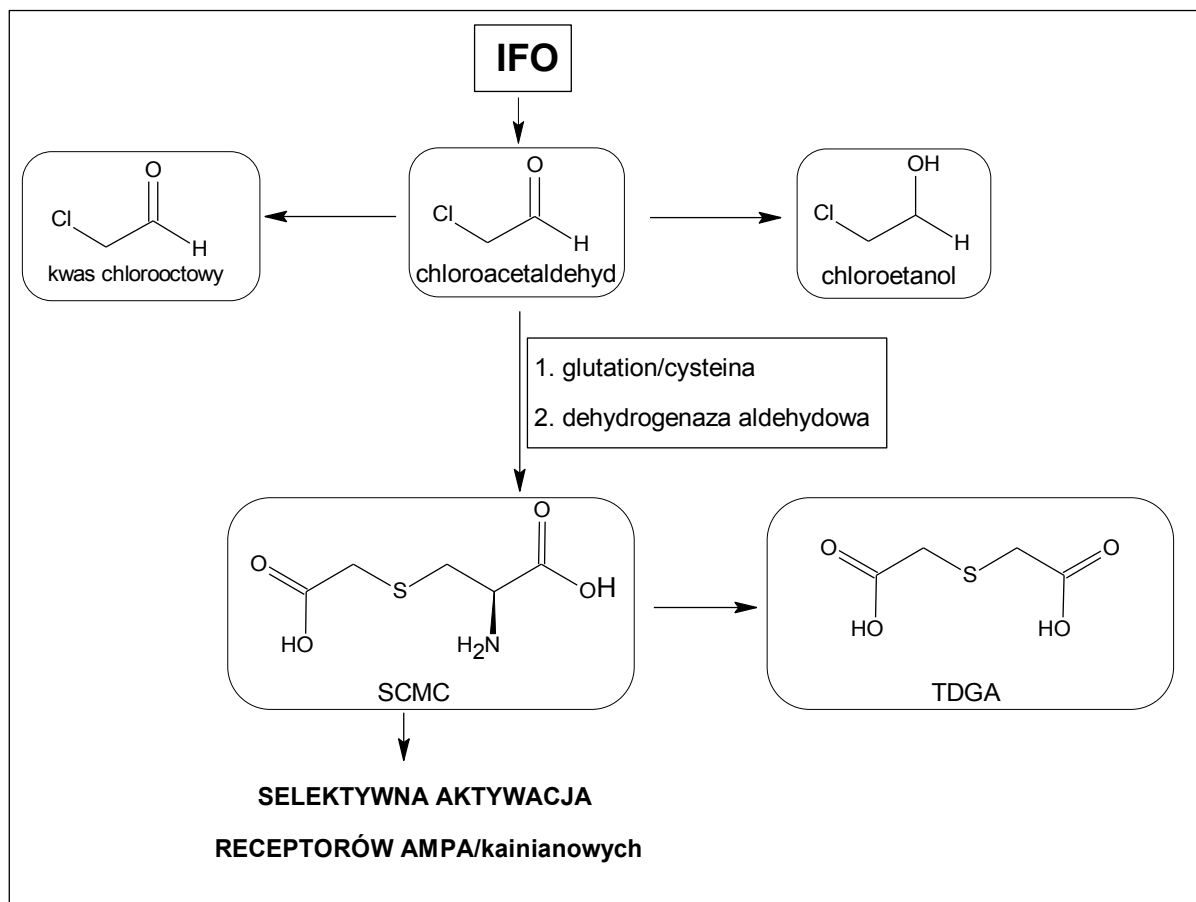 IFO
O
Cl
H
kwas chlorooctowy
O
Cl
H
chloroacetaldehyd
OH
Cl
H
chloroetanol
1. glutation/cysteina
2. dehydrogenaza aldehydowa
O
O
S
OH
HO
H2N
SCMC
O
O
S
HO
HO
TDGA
SELEKTYWNA AKTYWACJA
RECEPTORÓW AMPA/kainianowych